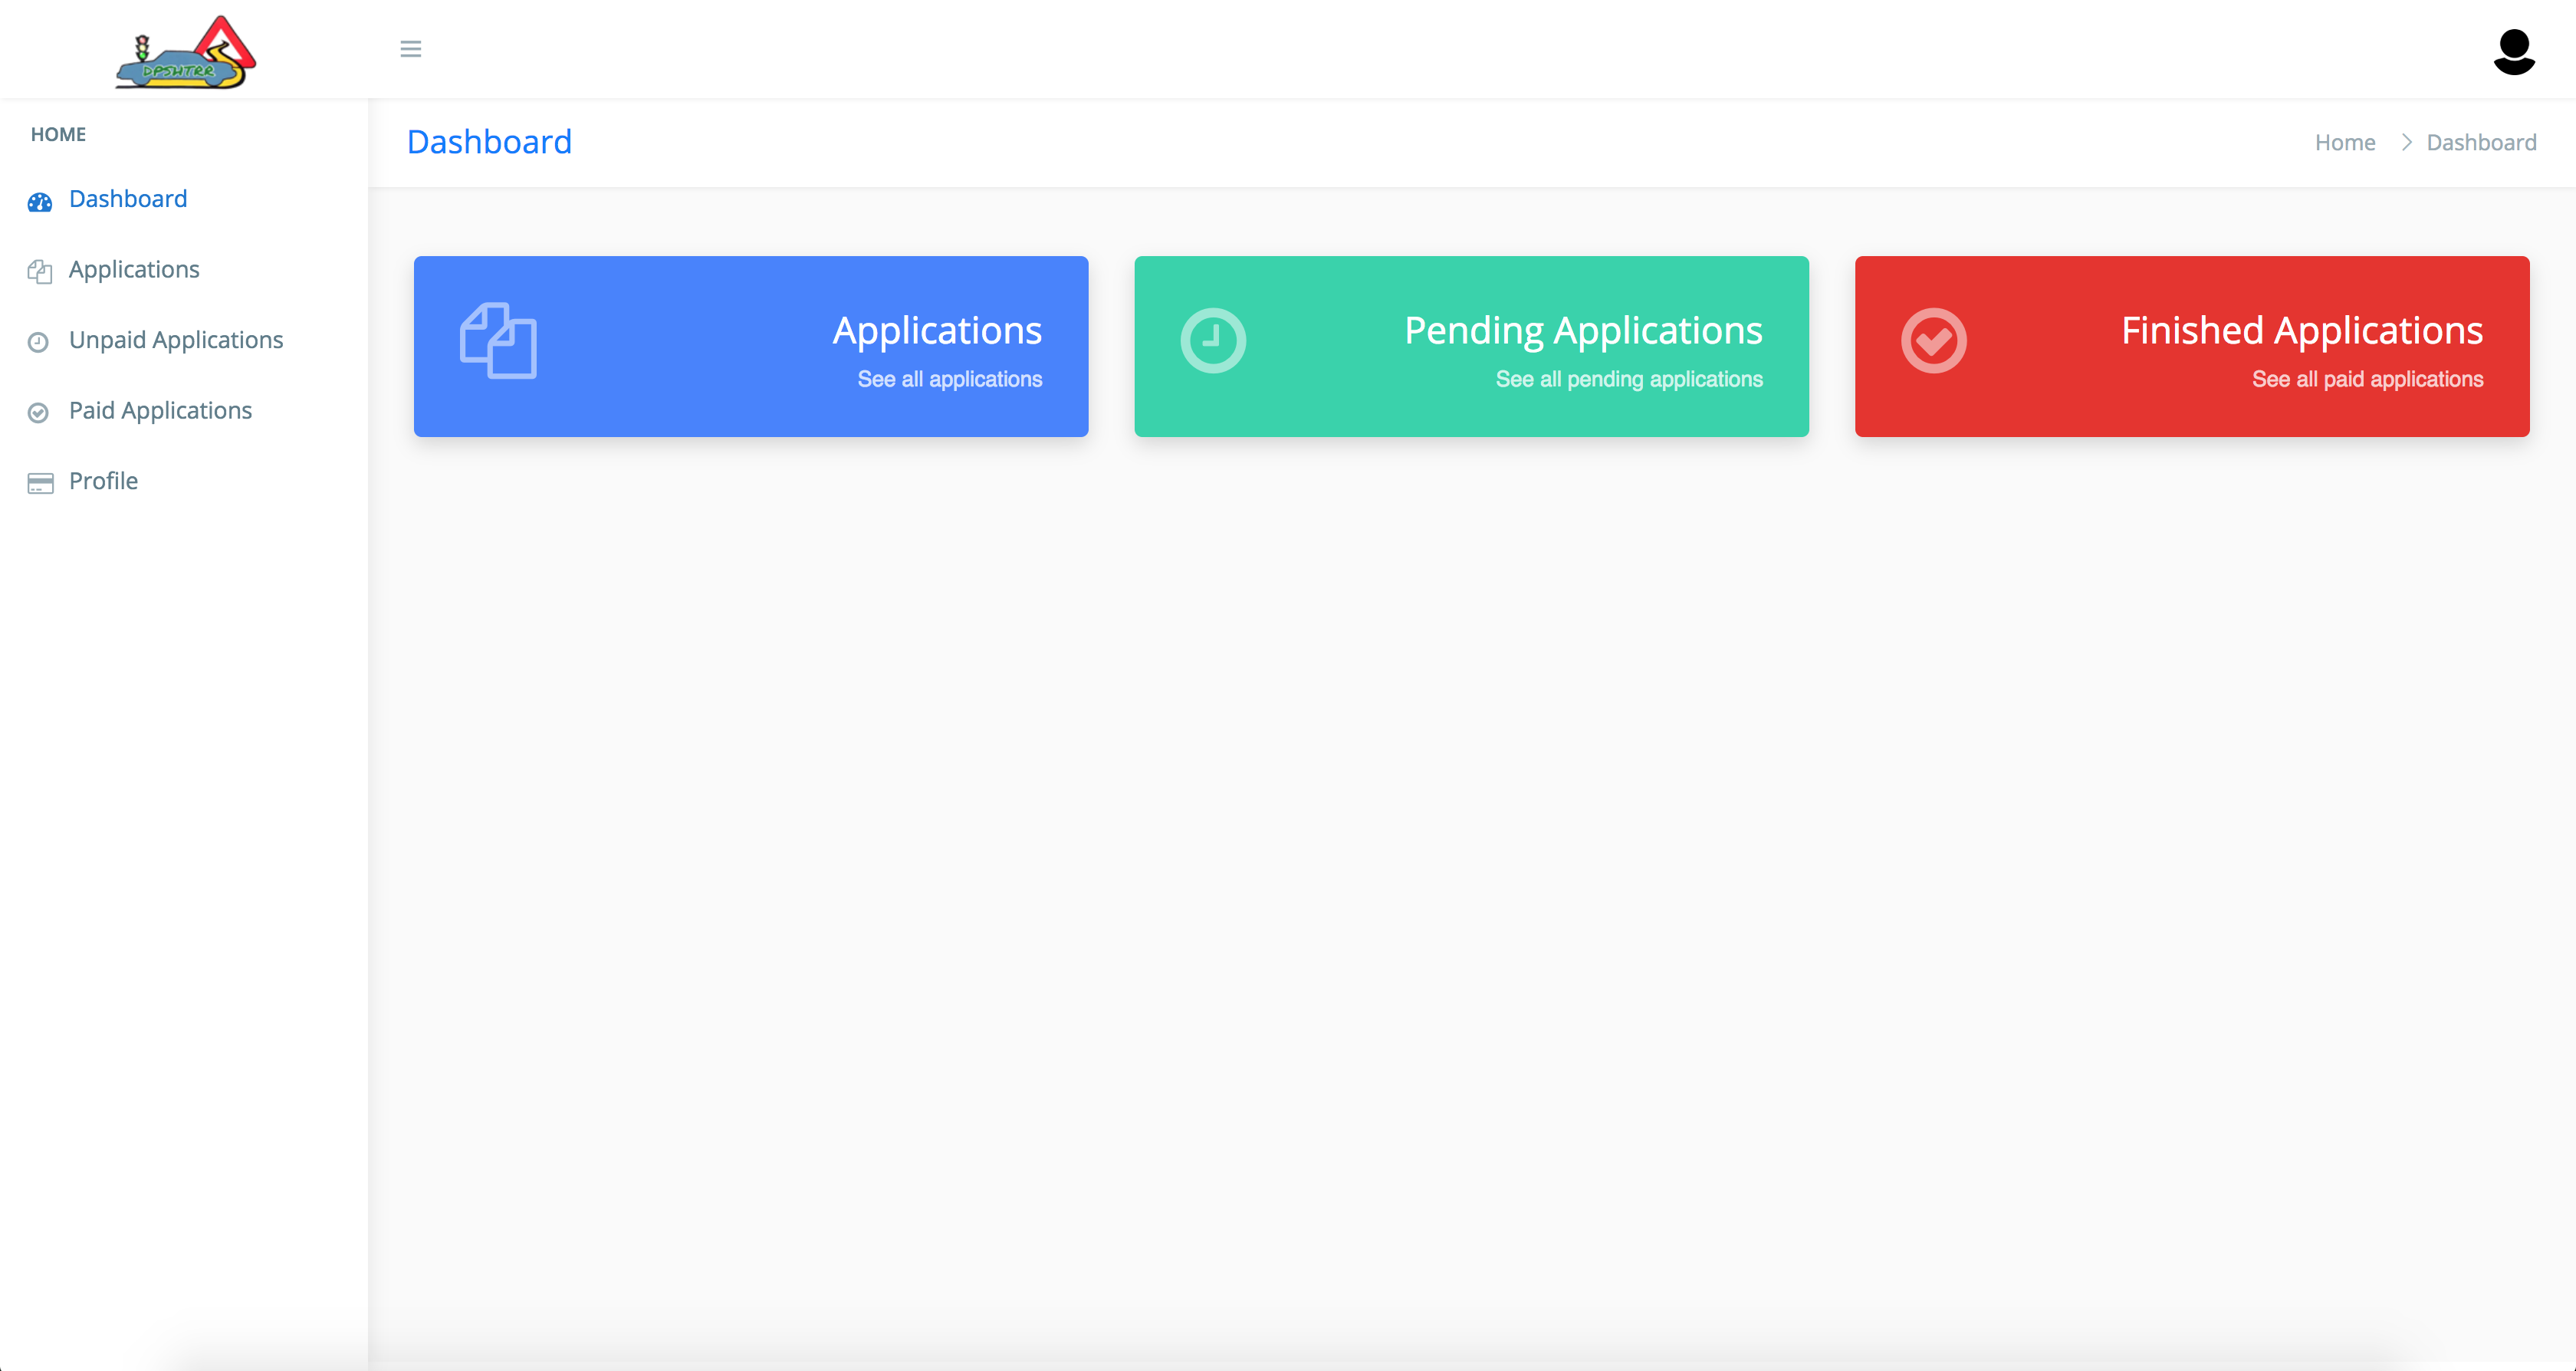 DPSHTRR
HOME
Dashboard
Applications
Unpaid Applications
Paid Applications
Profile
Dashboard
Home
Dashboard
Applications
See all applications
Pending Applications
See all pending applications
Finished Applications
See all paid applications